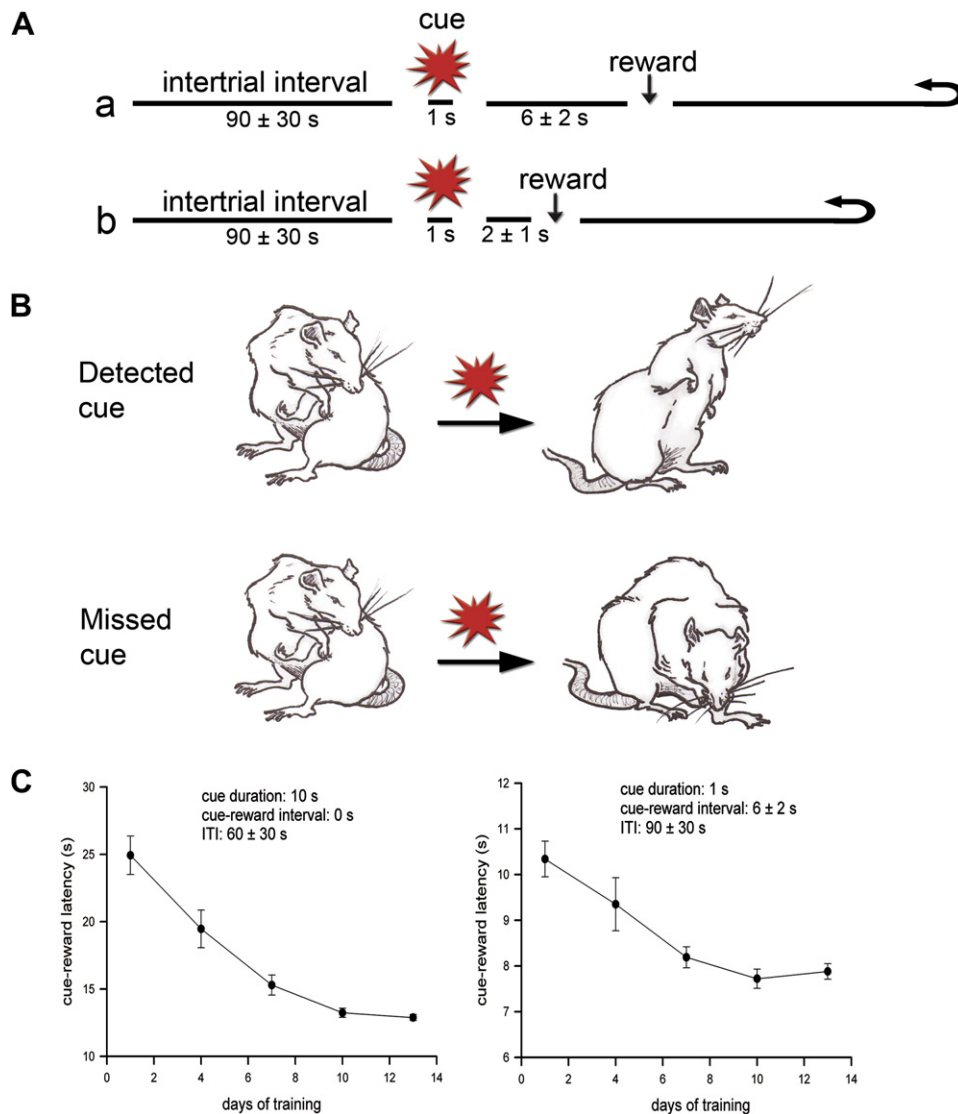 A
cue
intertrial interval
reward
a
90 ± 30 s
1 s
6 ± 2 s
intertrial interval
reward
b
90 ± 30 s
1 s
2 ± 1 s
B
Detected
cue
Missed
cue
C
cue duration: 10 s
cue-reward interval: 0 s
ITI: 60 ± 30 s
cue-reward latency (s)
30
25
20
15
10
0 2 4 6 8 10 12 14
days of training
cue duration: 1 s
cue-reward interval: 6 ± 2 s
ITI: 90 ± 30 s
cue-reward latency (s)
12
11
10
9
8
7
6
0 2 4 6 8 10 12 14
days of training